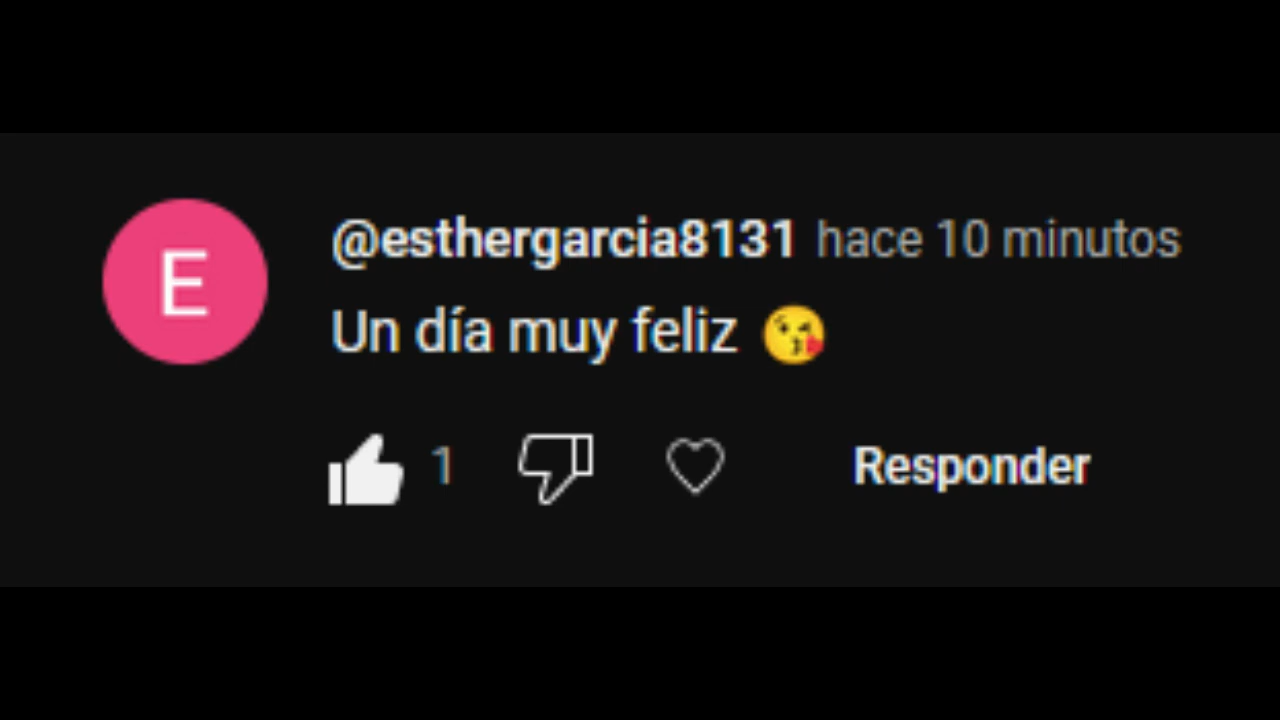 E
@esthergarcia8131 hace 10 minutos
Un día muy feliz 😘
1
Responder